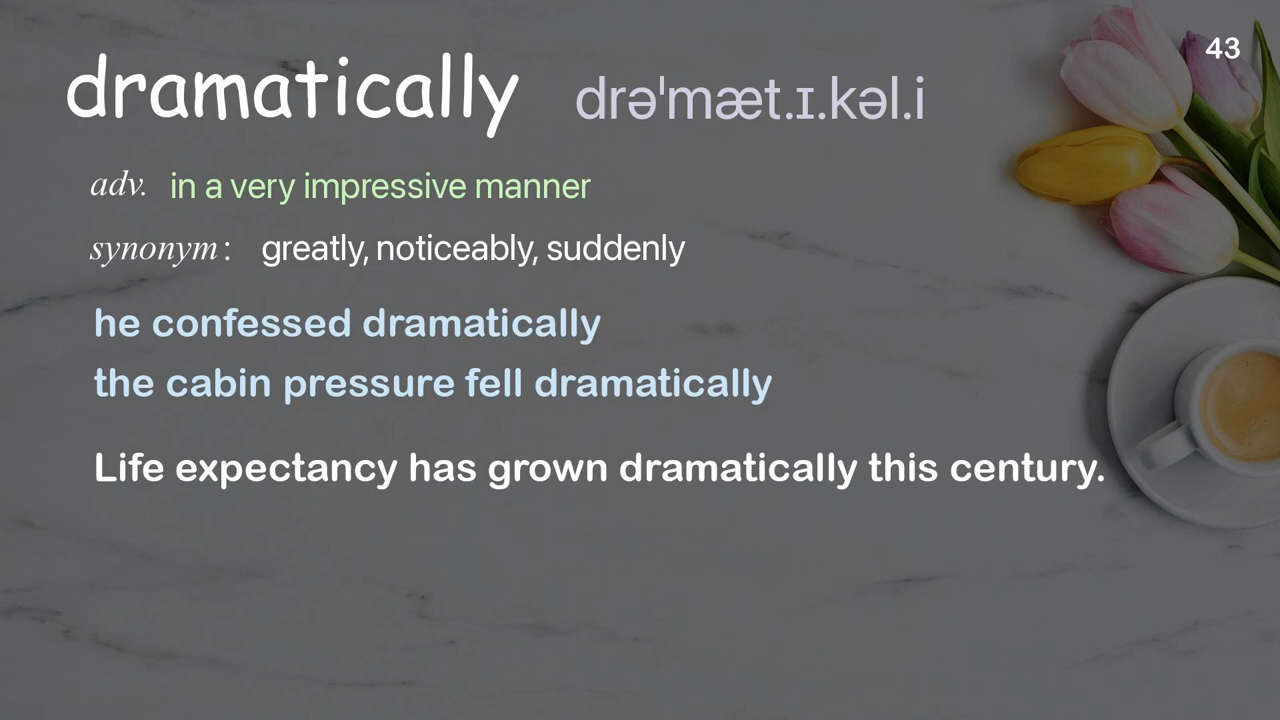 43
dramatically drəˈmæt.ɪ.kəl.i
adv. in a very impressive manner
synonym: greatly, noticeably, suddenly
he confessed dramatically
the cabin pressure fell dramatically
Life expectancy has grown dramatically this century.